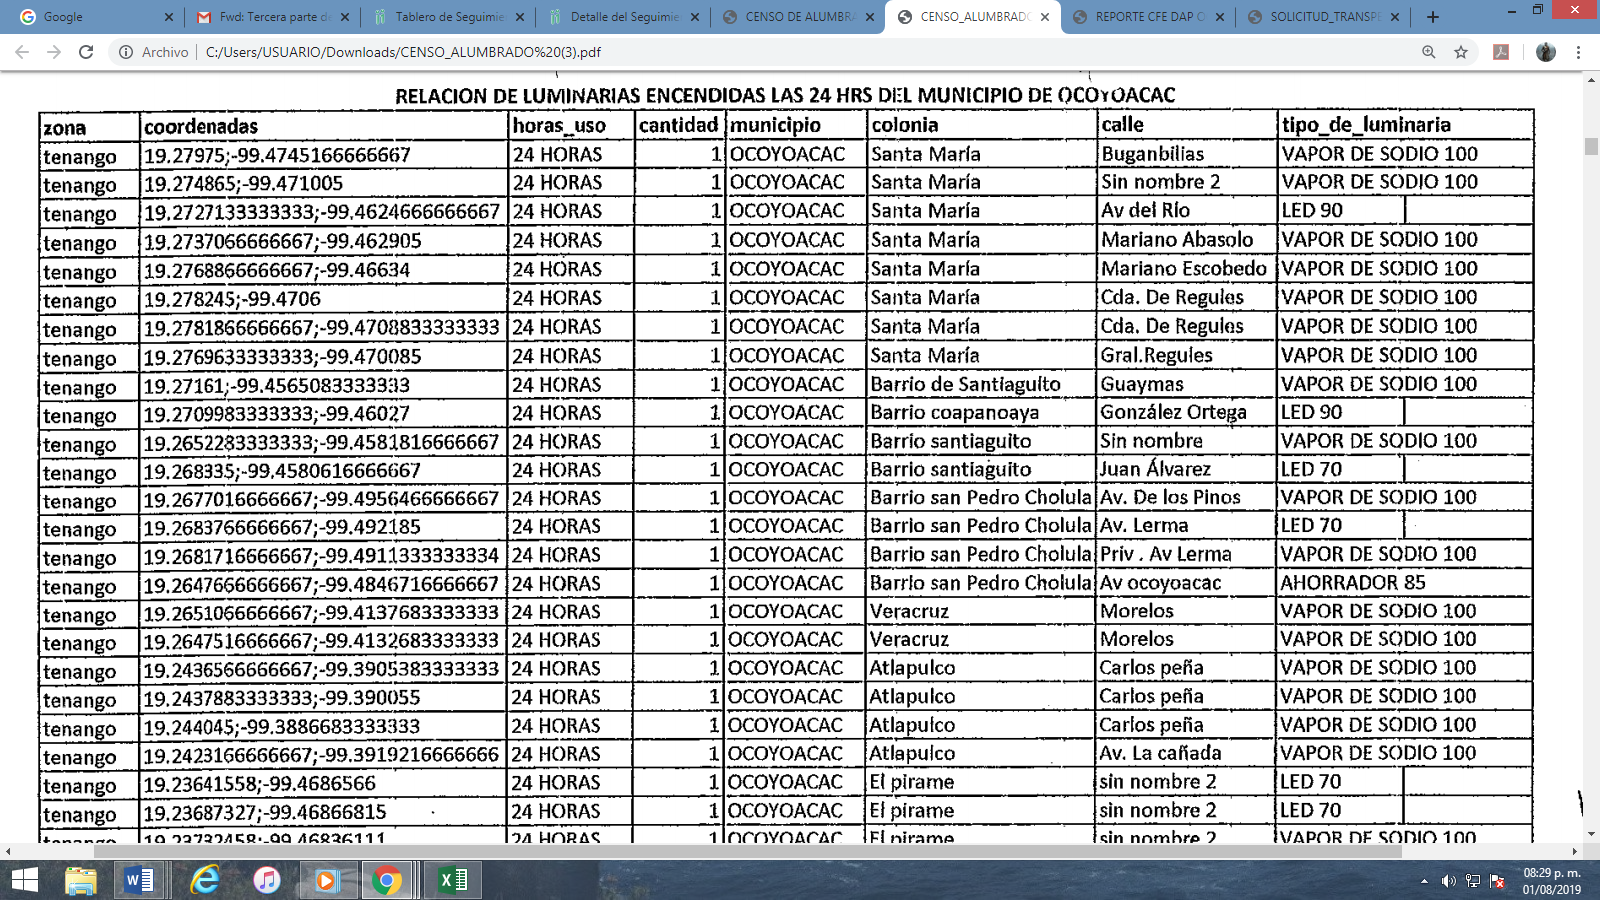 Google
Fwd: Tercera parte de
Tablero de Seguimie
Detalle del Seguimie
CENSO DE ALUMBRA
CENSO_ALUMBRADO
REPORTE CFE DAP O
SOLICITUD_TRANSPE
Archivo C:/Users/USUARIO/Downloads/CENSO_ALUMBRADO%20(3).pdf
RELACION DE LUMINARIAS ENCENDIDAS LAS 24 HRS DEL MUNICIPIO DE OCOYOACAC
zona coordenadas horas_uso cantidad municipio colonia calle tipo_de_luminaria
tenango 19.27975;-99.4745166666667 24 HORAS 1 OCOYOACAC Santa María Buganbilias VAPOR DE SODIO 100
tenango 19.274865;-99.471005 24 HORAS 1 OCOYOACAC Santa María Sin nombre 2 VAPOR DE SODIO 100
tenango 19.2727133333333;-99.4624666666667 24 HORAS 1 OCOYOACAC Santa María Av del Río LED 90
tenango 19.2737066666667;-99.462905 24 HORAS 1 OCOYOACAC Santa María Mariano Abasolo VAPOR DE SODIO 100
tenango 19.2768866666667;-99.46634 24 HORAS 1 OCOYOACAC Santa María Mariano Escobedo VAPOR DE SODIO 100
tenango 19.278245;-99.4706 24 HORAS 1 OCOYOACAC Santa María Cda. De Regules VAPOR DE SODIO 100
tenango 19.2781866666667;-99.4708833333333 24 HORAS 1 OCOYOACAC Santa María Cda. De Regules VAPOR DE SODIO 100
tenango 19.2769633333333;-99.470085 24 HORAS 1 OCOYOACAC Santa María Gral.Regules VAPOR DE SODIO 100
tenango 19.27161;-99.4565083333333 24 HORAS 1 OCOYOACAC Barrio de Santiaguito Guaymas VAPOR DE SODIO 100
tenango 19.2709983333333;-99.46027 24 HORAS 1 OCOYOACAC Barrio coapanoaya González Ortega LED 90
tenango 19.2652283333333;-99.4581816666667 24 HORAS 1 OCOYOACAC Barrio santiaguito Sin nombre VAPOR DE SODIO 100
tenango 19.268335;-99.4580616666667 24 HORAS 1 OCOYOACAC Barrio santiaguito Juan Álvarez LED 70
tenango 19.2677016666667;-99.4956466666667 24 HORAS 1 OCOYOACAC Barrio san Pedro Cholula Av. De los Pinos VAPOR DE SODIO 100
tenango 19.2683766666667;-99.492185 24 HORAS 1 OCOYOACAC Barrio san Pedro Cholula Av. Lerma LED 70
tenango 19.2681716666667;-99.4911333333334 24 HORAS 1 OCOYOACAC Barrio san Pedro Cholula Priv . Av Lerma VAPOR DE SODIO 100
tenango 19.2647666666667;-99.4846716666667 24 HORAS 1 OCOYOACAC Barrio san Pedro Cholula Av ocoyoacac AHORRADOR 85
tenango 19.2651066666667;-99.4137683333333 24 HORAS 1 OCOYOACAC Veracruz Morelos VAPOR DE SODIO 100
tenango 19.2647516666667;-99.4132683333333 24 HORAS 1 OCOYOACAC Veracruz Morelos VAPOR DE SODIO 100
tenango 19.2436566666667;-99.3905383333333 24 HORAS 1 OCOYOACAC Atlapulco Carlos peña VAPOR DE SODIO 100
tenango 19.2437883333333;-99.390055 24 HORAS 1 OCOYOACAC Atlapulco Carlos peña VAPOR DE SODIO 100
tenango 19.244045;-99.3886683333333 24 HORAS 1 OCOYOACAC Atlapulco Carlos peña VAPOR DE SODIO 100
tenango 19.2423166666667;-99.3919216666666 24 HORAS 1 OCOYOACAC Atlapulco Av. La cañada VAPOR DE SODIO 100
tenango 19.23641558;-99.4686566 24 HORAS 1 OCOYOACAC El pirame sin nombre 2 LED 70
tenango 19.23687327;-99.46866815 24 HORAS 1 OCOYOACAC El pirame sin nombre 2 LED 70
tenango 19.23732458;-99.46836111 24 HORAS 1 OCOYOACAC El pirame sin nombre 2 VAPOR DE SODIO 100
08:29 p. m.
01/08/2019